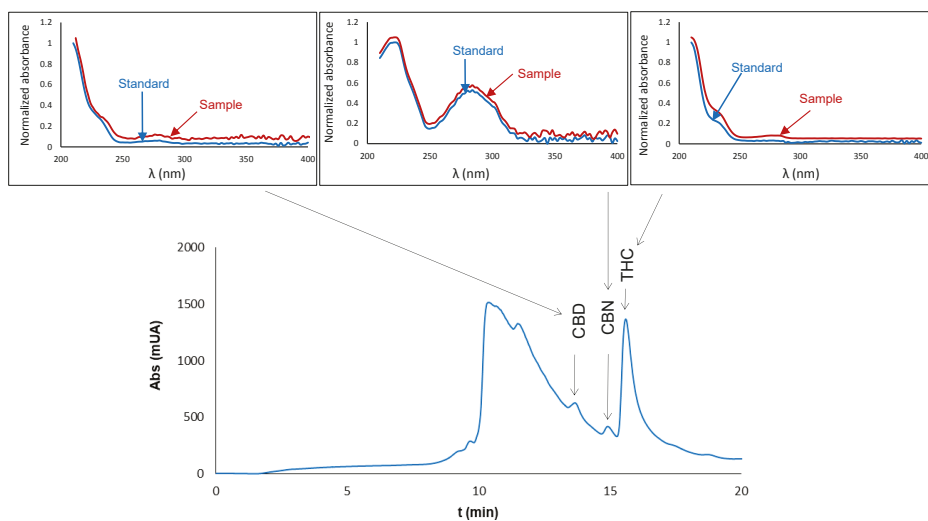 Normalized absorbance
1.2
1
0.8
0.6
0.4
0.2
0
200
250
300
350
400
λ (nm)
Standard
Sample
Normalized absorbance
1.2
1
0.8
0.6
0.4
0.2
0
200
250
300
350
400
λ (nm)
Standard
Sample
Normalized absorbance
1.2
1
0.8
0.6
0.4
0.2
0
200
250
300
350
400
λ (nm)
Standard
Sample
Abs (mUA)
2000
1500
1000
500
0
0
5
10
15
20
t (min)
CBD
CBN
THC